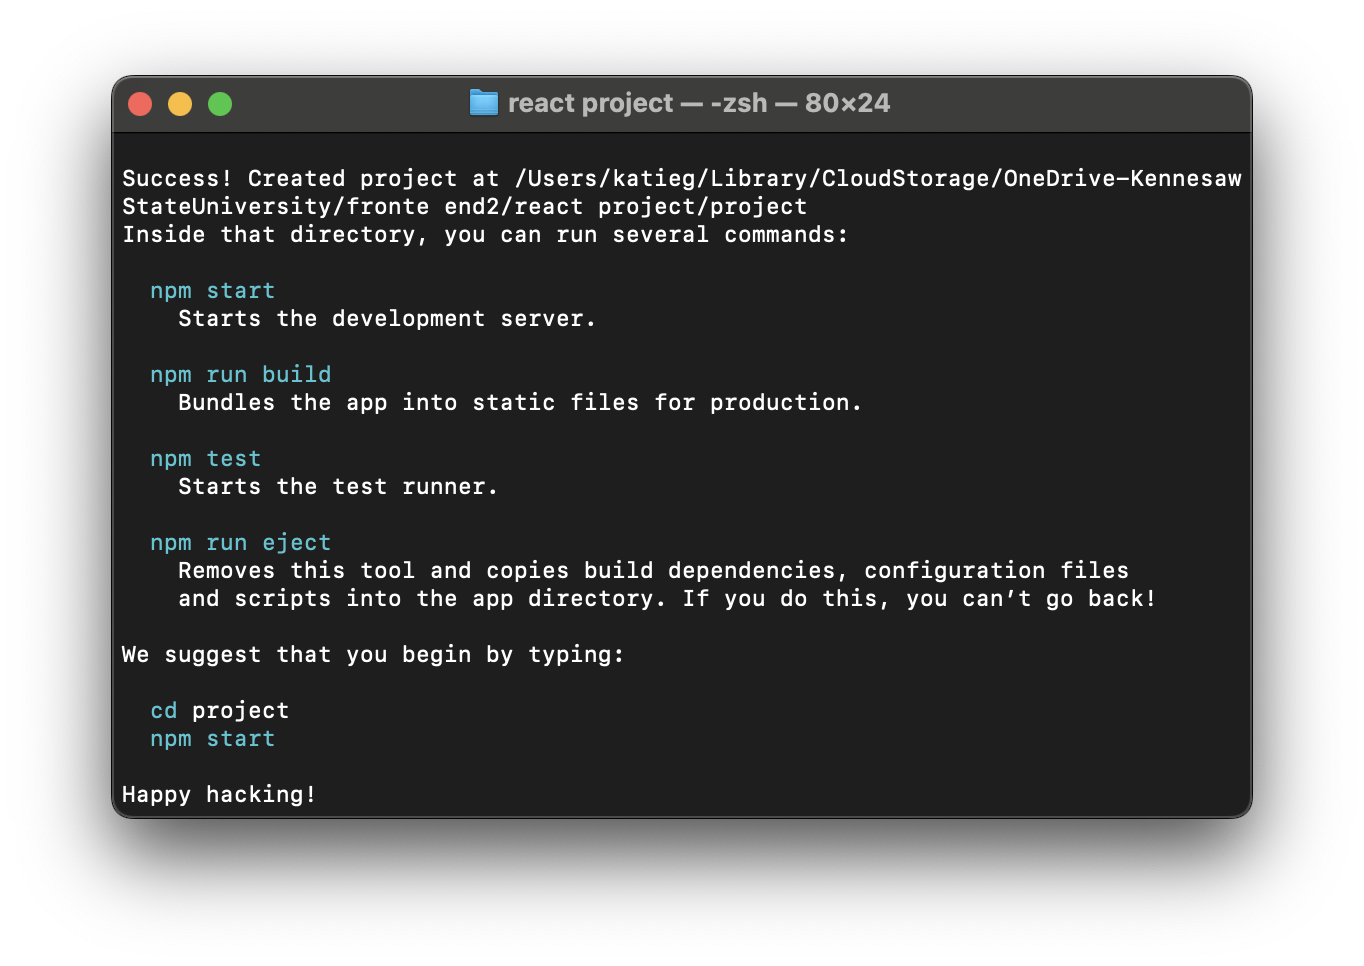 react project — -zsh — 80×24
Success! Created project at /Users/katieg/Library/CloudStorage/OneDrive-Kennesaw
StateUniversity/fronte end2/react project/project
Inside that directory, you can run several commands:
npm start
Starts the development server.
npm run build
Bundles the app into static files for production.
npm test
Starts the test runner.
npm run eject
Removes this tool and copies build dependencies, configuration files
and scripts into the app directory. If you do this, you can’t go back!
We suggest that you begin by typing:
cd project
npm start
Happy hacking!